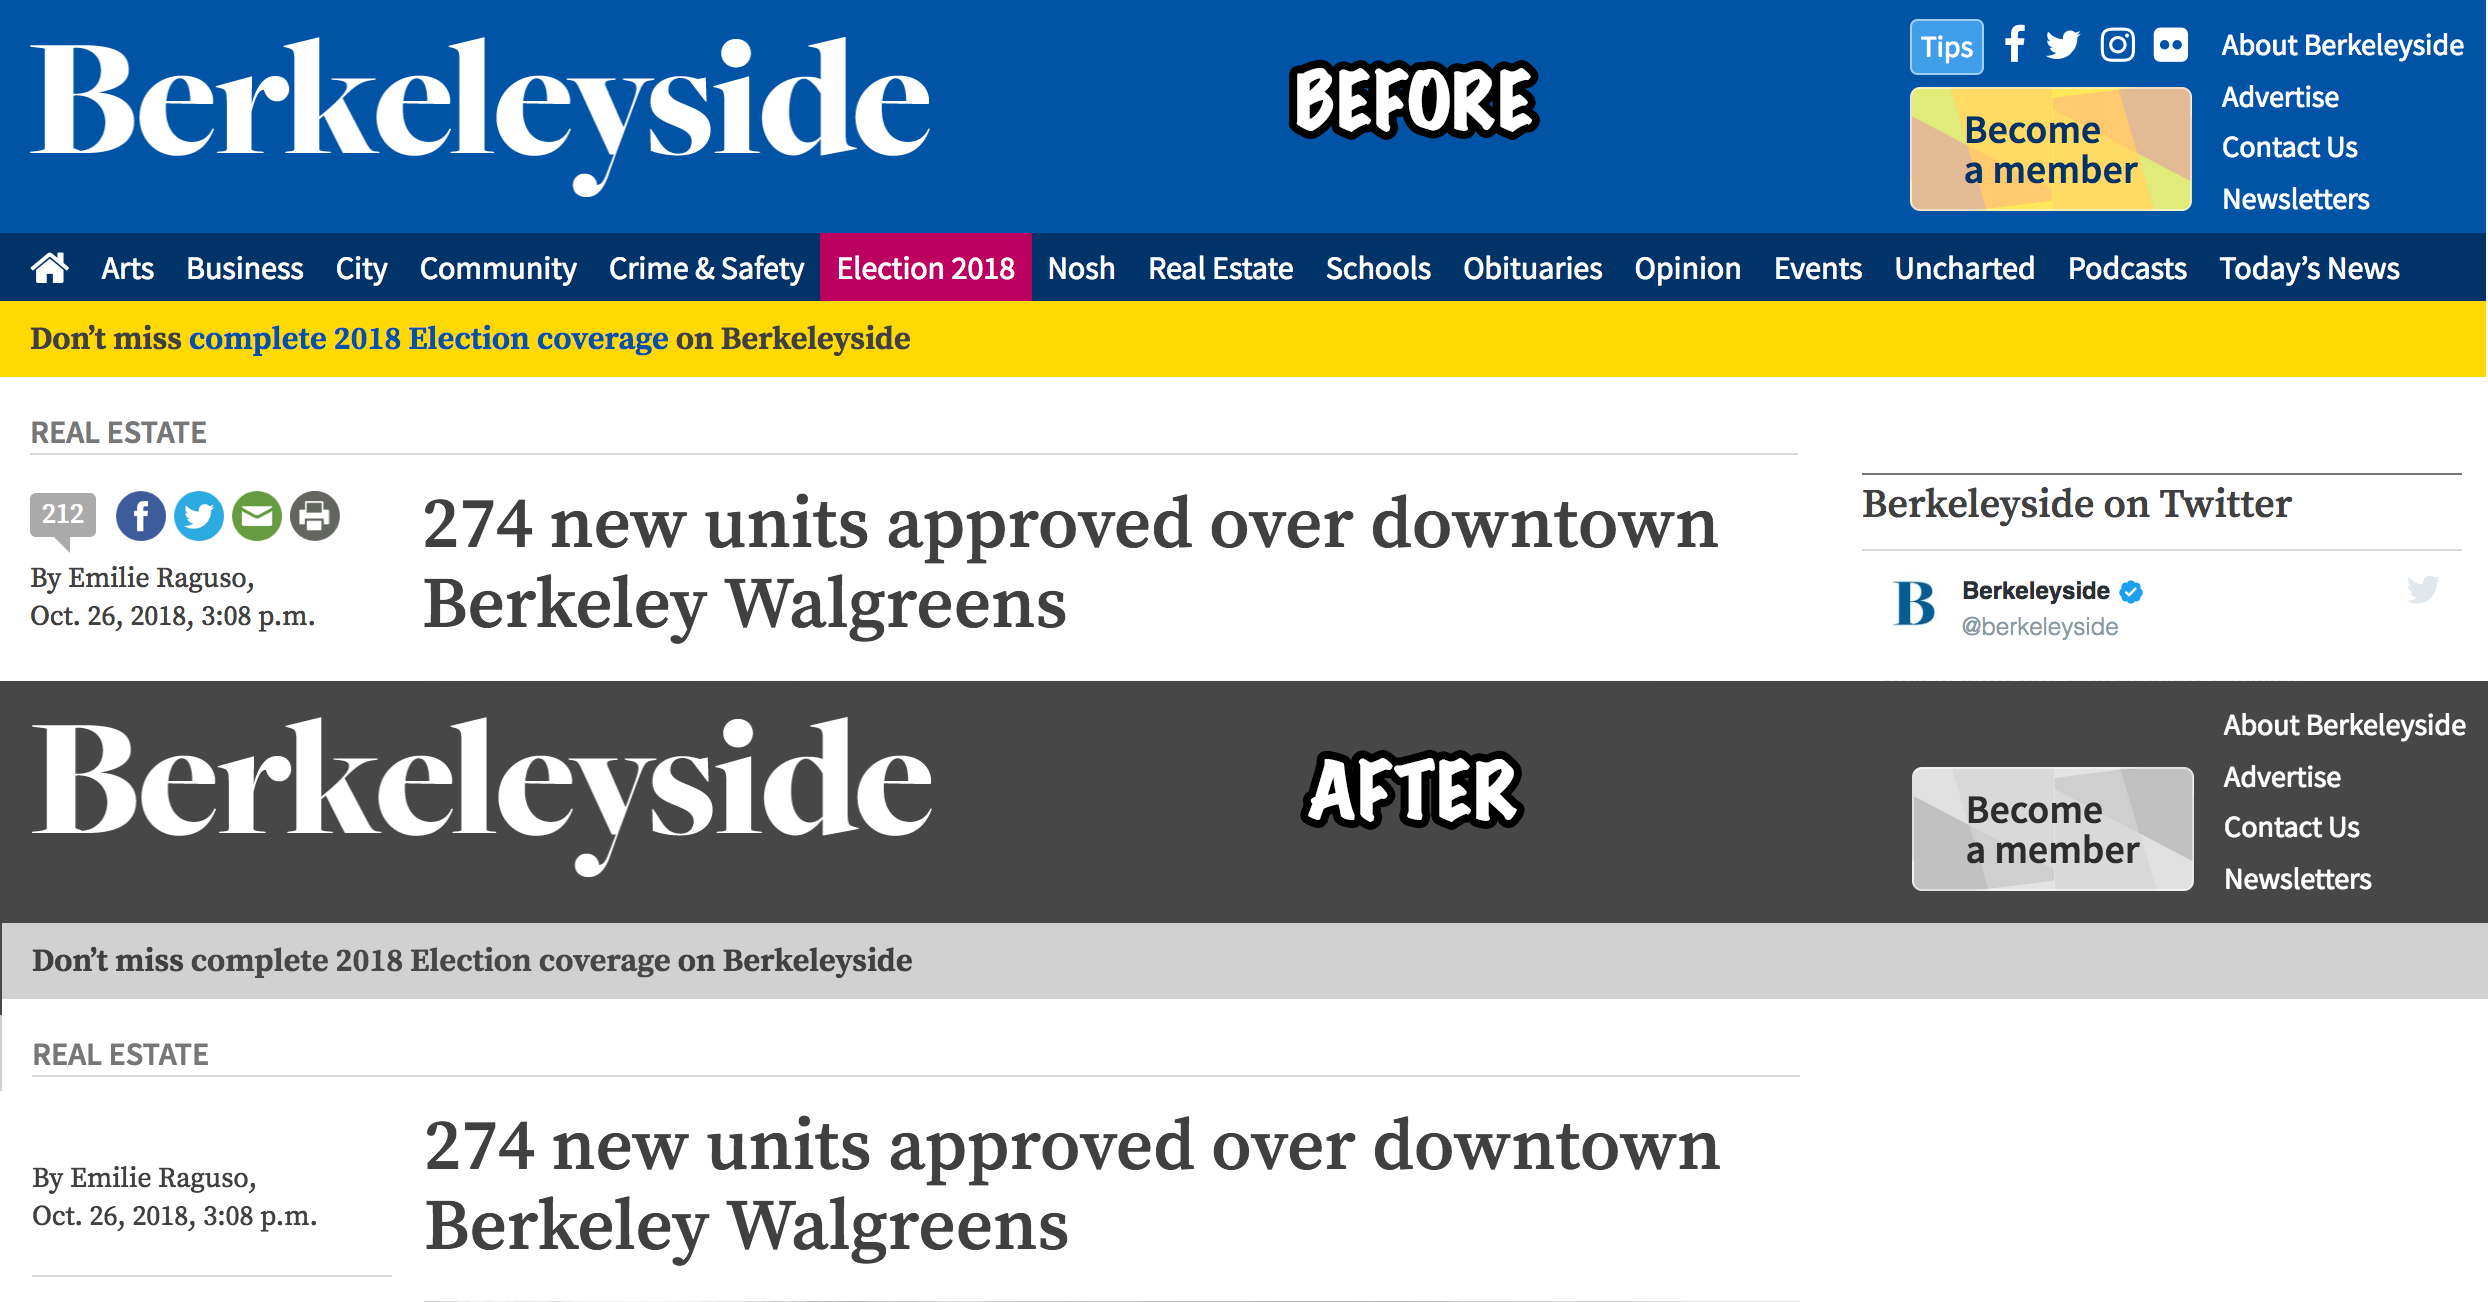 Berkeleyside
BEFORE
Tips
About Berkeleyside
Advertise
Contact Us
Newsletters
Become
a member
Arts Business City Community Crime & Safety Election 2018 Nosh Real Estate Schools Obituaries Opinion Events Uncharted Podcasts Today’s News
Don’t miss complete 2018 Election coverage on Berkeleyside
REAL ESTATE
212
By Emilie Raguso,
Oct. 26, 2018, 3:08 p.m.
274 new units approved over downtown
Berkeley Walgreens
Berkeleyside on Twitter
B
Berkeleyside
@berkeleyside
Berkeleyside
AFTER
Become
a member
About Berkeleyside
Advertise
Contact Us
Newsletters
Don’t miss complete 2018 Election coverage on Berkeleyside
REAL ESTATE
By Emilie Raguso,
Oct. 26, 2018, 3:08 p.m.
274 new units approved over downtown
Berkeley Walgreens